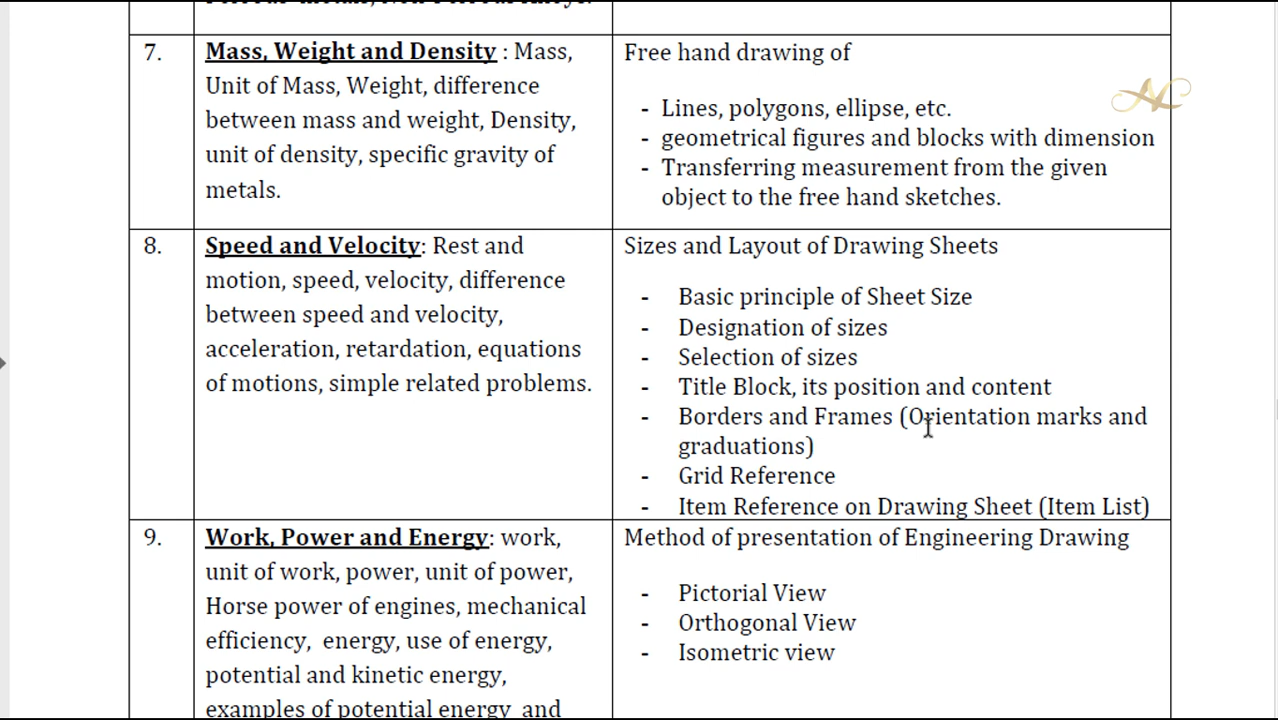 7.
Mass, Weight and Density : Mass,
Unit of Mass, Weight, difference
between mass and weight, Density,
unit of density, specific gravity of
metals.
Free hand drawing of
- Lines, polygons, ellipse, etc.
- geometrical figures and blocks with dimension
- Transferring measurement from the given
object to the free hand sketches.
8.
Speed and Velocity: Rest and
motion, speed, velocity, difference
between speed and velocity,
acceleration, retardation, equations
of motions, simple related problems.
Sizes and Layout of Drawing Sheets
- Basic principle of Sheet Size
- Designation of sizes
- Selection of sizes
- Title Block, its position and content
- Borders and Frames (Orientation marks and
graduations)
- Grid Reference
- Item Reference on Drawing Sheet (Item List)
9.
Work, Power and Energy: work,
unit of work, power, unit of power,
Horse power of engines, mechanical
efficiency, energy, use of energy,
potential and kinetic energy,
examples of potential energy and
Method of presentation of Engineering Drawing
- Pictorial View
- Orthogonal View
- Isometric view